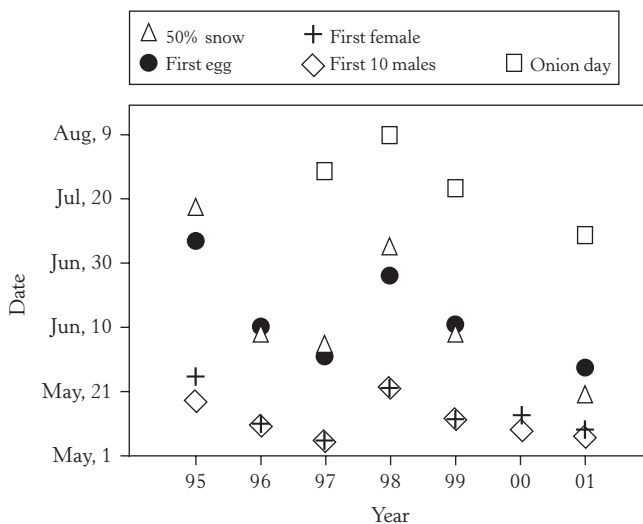 50% snow First female
First egg First 10 males Onion day
Aug, 9
Jul, 20
Jun, 30
Jun, 10
May, 21
May, 1
Date
95 96 97 98 99 00 01
Year